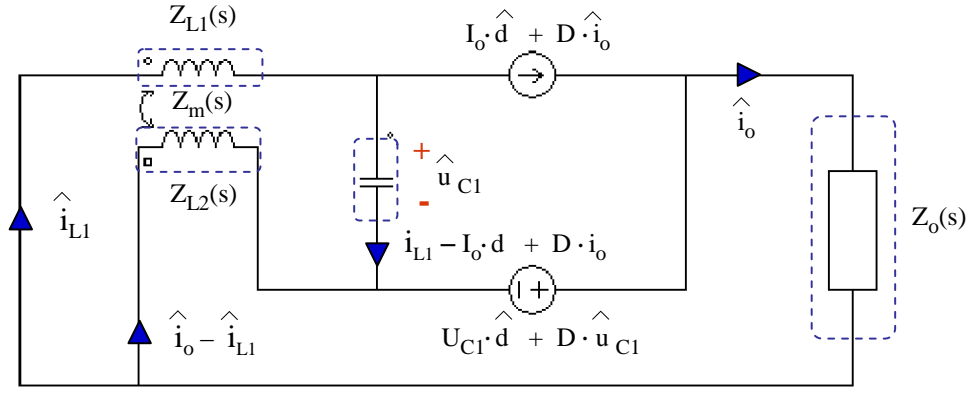 Z_L1(s)
I_o·d̂ + D·î_o
Z_m(s)
î_o
+
û_C1
-
Z_L2(s)
î_L1
Z_o(s)
i_L1 − I_o·d + D·i_o
î_o − î_L1
U_C1·d̂ + D·û_C1